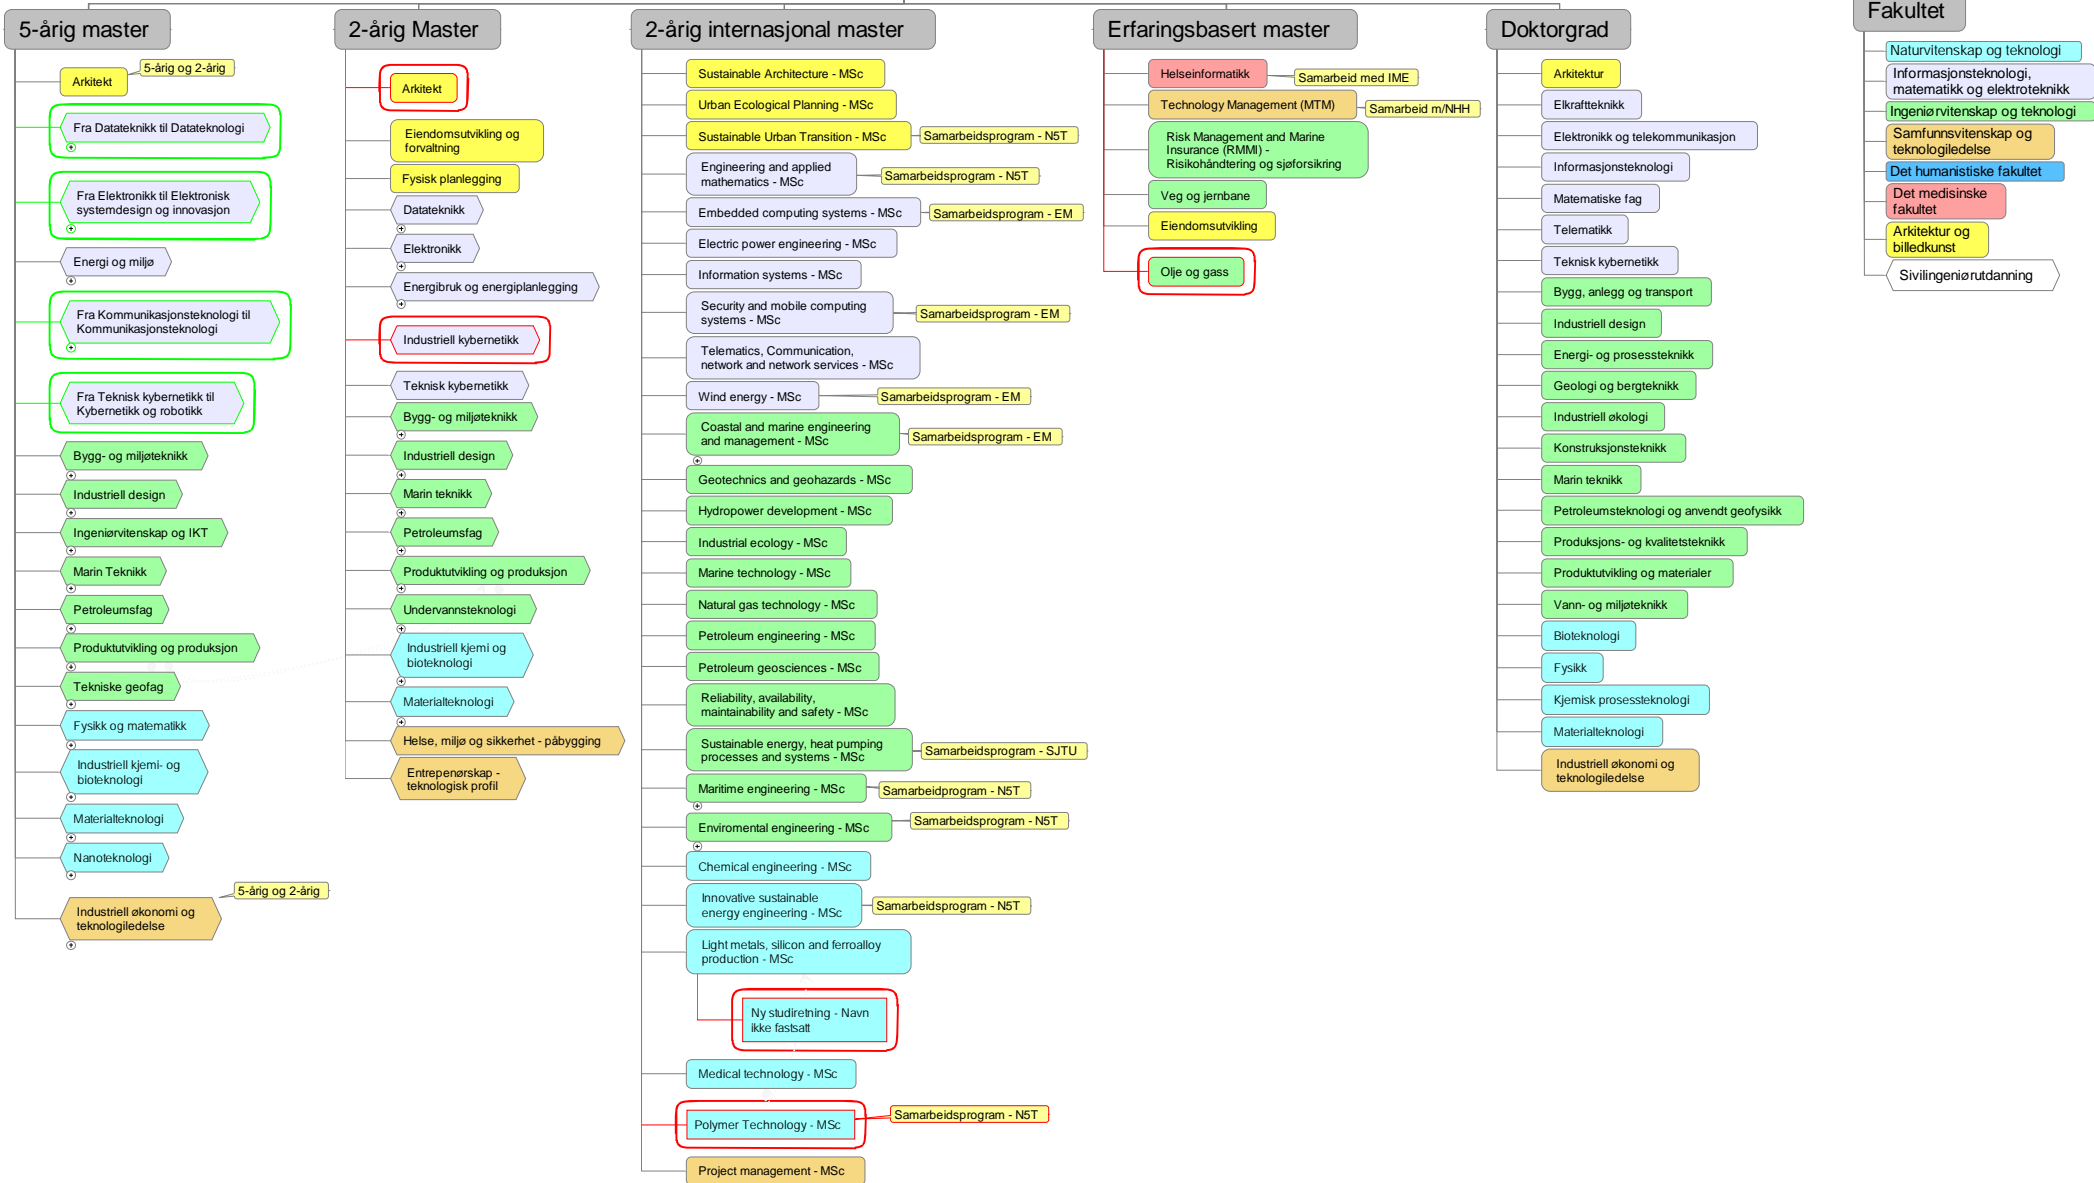 5-årig master
Arkitekt
5-årig og 2-årig
Fra Datateknikk til Datateknologi
Fra Elektronikk til Elektronisk
systemdesign og innovasjon
Energi og miljø
Fra Kommunikasjonsteknologi til
Kommunikasjonsteknologi
Fra Teknisk kybernetikk til
Kybernetikk og robotikk
Bygg- og miljøteknikk
Industriell design
Ingeniørvitenskap og IKT
Marin Teknikk
Petroleumsfag
Produktutvikling og produksjon
Tekniske geofag
Fysikk og matematikk
Industriell kjemi- og
bioteknologi
Materialteknologi
Nanoteknologi
5-årig og 2-årig
Industriell økonomi og
teknologiledelse
2-årig Master
Arkitekt
Eiendomsutvikling og
forvaltning
Fysisk planlegging
Datateknikk
Elektronikk
Energibruk og energiplanlegging
Industriell kybernetikk
Teknisk kybernetikk
Bygg- og miljøteknikk
Industriell design
Marin teknikk
Petroleumsfag
Produktutvikling og produksjon
Undervannsteknologi
Industriell kjemi og
bioteknologi
Materialteknologi
Helse, miljø og sikkerhet - påbygging
Entrepenørskap -
teknologisk profil
2-årig internasjonal master
Sustainable Architecture - MSc
Urban Ecological Planning - MSc
Sustainable Urban Transition - MSc
Samarbeidsprogram - N5T
Engineering and applied
mathematics - MSc
Samarbeidsprogram - N5T
Embedded computing systems - MSc
Samarbeidsprogram - EM
Electric power engineering - MSc
Information systems - MSc
Security and mobile computing
systems - MSc
Samarbeidsprogram - EM
Telematics, Communication,
network and network services - MSc
Wind energy - MSc
Samarbeidsprogram - EM
Coastal and marine engineering
and management - MSc
Samarbeidsprogram - EM
Geotechnics and geohazards - MSc
Hydropower development - MSc
Industrial ecology - MSc
Marine technology - MSc
Natural gas technology - MSc
Petroleum engineering - MSc
Petroleum geosciences - MSc
Reliability, availability,
maintainability and safety - MSc
Sustainable energy, heat pumping
processes and systems - MSc
Samarbeidsprogram - SJTU
Maritime engineering - MSc
Samarbeidprogram - N5T
Enviromental engineering - MSc
Samarbeidsprogram - N5T
Chemical engineering - MSc
Innovative sustainable
energy engineering - MSc
Samarbeidsprogram - N5T
Light metals, silicon and ferroalloy
production - MSc
Ny studiretning - Navn
ikke fastsatt
Medical technology - MSc
Polymer Technology - MSc
Samarbeidsprogram - N5T
Project management - MSc
Erfaringsbasert master
Helseinformatikk
Samarbeid med IME
Technology Management (MTM)
Samarbeid m/NHH
Risk Management and Marine
Insurance (RMMI) -
Risikohåndtering og sjøforsikring
Veg og jernbane
Eiendomsutvikling
Olje og gass
Doktorgrad
Arkitektur
Elkraftteknikk
Elektronikk og telekommunikasjon
Informasjonsteknologi
Matematiske fag
Telematikk
Teknisk kybernetikk
Bygg, anlegg og transport
Industriell design
Energi- og prosessteknikk
Geologi og bergteknikk
Industriell økologi
Konstruksjonsteknikk
Marin teknikk
Petroleumsteknologi og anvendt geofysikk
Produksjons- og kvalitetsteknikk
Produktutvikling og materialer
Vann- og miljøteknikk
Bioteknologi
Fysikk
Kjemisk prosessteknologi
Materialteknologi
Industriell økonomi og
teknologiledelse
Fakultet
Naturvitenskap og teknologi
Informasjonsteknologi,
matematikk og elektroteknikk
Ingeniørvitenskap og teknologi
Samfunnsvitenskap og
teknologiledelse
Det humanistiske fakultet
Det medisinske
fakultet
Arkitektur og
billedkunst
Sivilingeniørutdanning